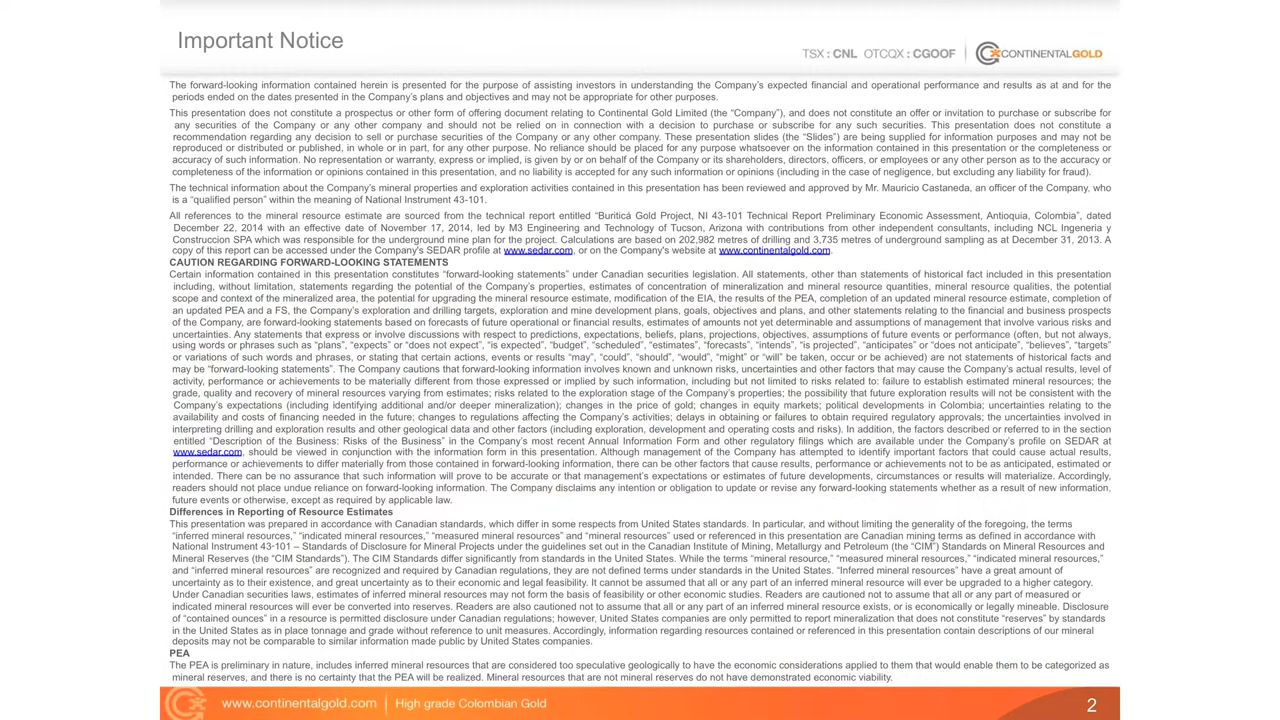 Important Notice
TSX : CNL OTCQX : CGOOF
CONTINENTALGOLD
The forward-looking information contained herein is presented for the purpose of assisting investors in understanding the Company's expected financial and operational performance and results as at and for the
periods ended on the dates presented in the Company's plans and objectives and may not be appropriate for other purposes.
This presentation does not constitute a prospectus or other form of offering document relating to Continental Gold Limited (the "Company"), and does not constitute an offer or invitation to purchase or subscribe for
any securities of the Company or any other company and should not be relied on in connection with a decision to purchase or subscribe for any such securities. This presentation does not constitute a
recommendation regarding any decision to sell or purchase securities of the Company or any other company. These presentation slides (the "Slides") are being supplied for information purposes and may not be
reproduced or distributed or published, in whole or in part, for any other purpose. No reliance should be placed for any purpose whatsoever on the information contained in this presentation or the completeness or
accuracy of such information. No representation or warranty, express or implied, is given by or on behalf of the Company or its shareholders, directors, officers, or employees or any other person as to the accuracy or
completeness of the information or opinions contained in this presentation, and no liability is accepted for any such information or opinions (including in the case of negligence, but excluding any liability for fraud).
The technical information about the Company's mineral properties and exploration activities contained in this presentation has been reviewed and approved by Mr. Mauricio Castaneda, an officer of the Company, who
is a "qualified person" within the meaning of National Instrument 43-101.
All references to the mineral resource estimate are sourced from the technical report entitled "Buriticá Gold Project, NI 43-101 Technical Report Preliminary Economic Assessment, Antioquia, Colombia", dated
December 22, 2014 with an effective date of November 17, 2014, led by M3 Engineering and Technology of Tucson, Arizona with contributions from other independent consultants, including NCL Ingeneria y
Construccion SPA which was responsible for the underground mine plan for the project. Calculations are based on 202,982 metres of drilling and 3,735 metres of underground sampling as at December 31, 2013. A
copy of this report can be accessed under the Company's SEDAR profile at www.sedar.com, or on the Company's website at www.continentalgold.com.
CAUTION REGARDING FORWARD-LOOKING STATEMENTS
Certain information contained in this presentation constitutes "forward-looking statements" under Canadian securities legislation. All statements, other than statements of historical fact included in this presentation
including, without limitation, statements regarding the potential of the Company's properties, estimates of concentration of mineralization and mineral resource quantities, mineral resource qualities, the potential
scope and context of the mineralized area, the potential for upgrading the mineral resource estimate, modification of the EIA, the results of the PEA, completion of an updated mineral resource estimate, completion of
an updated PEA and a FS, the Company's exploration and drilling targets, exploration and mine development plans, goals, objectives and plans, and other statements relating to the financial and business prospects
of the Company, are forward-looking statements based on forecasts of future operational or financial results, estimates of amounts not yet determinable and assumptions of management that involve various risks and
uncertainties. Any statements that express or involve discussions with respect to predictions, expectations, beliefs, plans, projections, objectives, assumptions of future events or performance (often, but not always,
using words or phrases such as "plans", "expects" or "does not expect", "is expected", "budget", "scheduled", "estimates", "forecasts", "intends", "is projected", "anticipates" or "does not anticipate", "believes", "targets"
or variations of such words and phrases, or stating that certain actions, events or results "may", "could", "should", "would", "might" or "will" be taken, occur or be achieved) are not statements of historical facts and
may be "forward-looking statements". The Company cautions that forward-looking information involves known and unknown risks, uncertainties and other factors that may cause the Company's actual results, level of
activity, performance or achievements to be materially different from those expressed or implied by such information, including but not limited to risks related to: failure to establish estimated mineral resources; the
grade, quality and recovery of mineral resources varying from estimates; risks related to the exploration stage of the Company's properties; the possibility that future exploration results will not be consistent with the
Company's expectations (including identifying additional and/or deeper mineralization); changes in the price of gold; changes in equity markets; political developments in Colombia; uncertainties relating to the
availability and costs of financing needed in the future; changes to regulations affecting the Company's activities; delays in obtaining or failures to obtain required regulatory approvals; the uncertainties involved in
interpreting drilling and exploration results and other geological data and other factors (including exploration, development and operating costs and risks). In addition, the factors described or referred to in the section
entitled "Description of the Business: Risks of the Business" in the Company's most recent Annual Information Form and other regulatory filings which are available under the Company's profile on SEDAR at
www.sedar.com, should be viewed in conjunction with the information form in this presentation. Although management of the Company has attempted to identify important factors that could cause actual results,
performance or achievements to differ materially from those contained in forward-looking information, there can be other factors that cause results, performance or achievements not to be as anticipated, estimated or
intended. There can be no assurance that such information will prove to be accurate or that management's expectations or estimates of future developments, circumstances or results will materialize. Accordingly,
readers should not place undue reliance on forward-looking information. The Company disclaims any intention or obligation to update or revise any forward-looking statements whether as a result of new information,
future events or otherwise, except as required by applicable law.
Differences in Reporting of Resource Estimates
This presentation was prepared in accordance with Canadian standards, which differ in some respects from United States standards. In particular, and without limiting the generality of the foregoing, the terms
"inferred mineral resources," "indicated mineral resources," "measured mineral resources" and "mineral resources" used or referenced in this presentation are Canadian mining terms as defined in accordance with
National Instrument 43-101 – Standards of Disclosure for Mineral Projects under the guidelines set out in the Canadian Institute of Mining, Metallurgy and Petroleum (the "CIM") Standards on Mineral Resources and
Mineral Reserves (the "CIM Standards"). The CIM Standards differ significantly from standards in the United States. While the terms "mineral resource," "measured mineral resources," "indicated mineral resources,"
and "inferred mineral resources" are recognized and required by Canadian regulations, they are not defined terms under standards in the United States. "Inferred mineral resources" have a great amount of
uncertainty as to their existence, and great uncertainty as to their economic and legal feasibility. It cannot be assumed that all or any part of an inferred mineral resource will ever be upgraded to a higher category.
Under Canadian securities laws, estimates of inferred mineral resources may not form the basis of feasibility or other economic studies. Readers are cautioned not to assume that all or any part of measured or
indicated mineral resources will ever be converted into reserves. Readers are also cautioned not to assume that all or any part of an inferred mineral resource exists, or is economically or legally mineable. Disclosure
of "contained ounces" in a resource is permitted disclosure under Canadian regulations; however, United States companies are only permitted to report mineralization that does not constitute "reserves" by standards
in the United States as in place tonnage and grade without reference to unit measures. Accordingly, information regarding resources contained or referenced in this presentation contain descriptions of our mineral
deposits may not be comparable to similar information made public by United States companies.
PEA
The PEA is preliminary in nature, includes inferred mineral resources that are considered too speculative geologically to have the economic considerations applied to them that would enable them to be categorized as
mineral reserves, and there is no certainty that the PEA will be realized. Mineral resources that are not mineral reserves do not have demonstrated economic viability.
www.continentalgold.com | High grade Colombian Gold
2